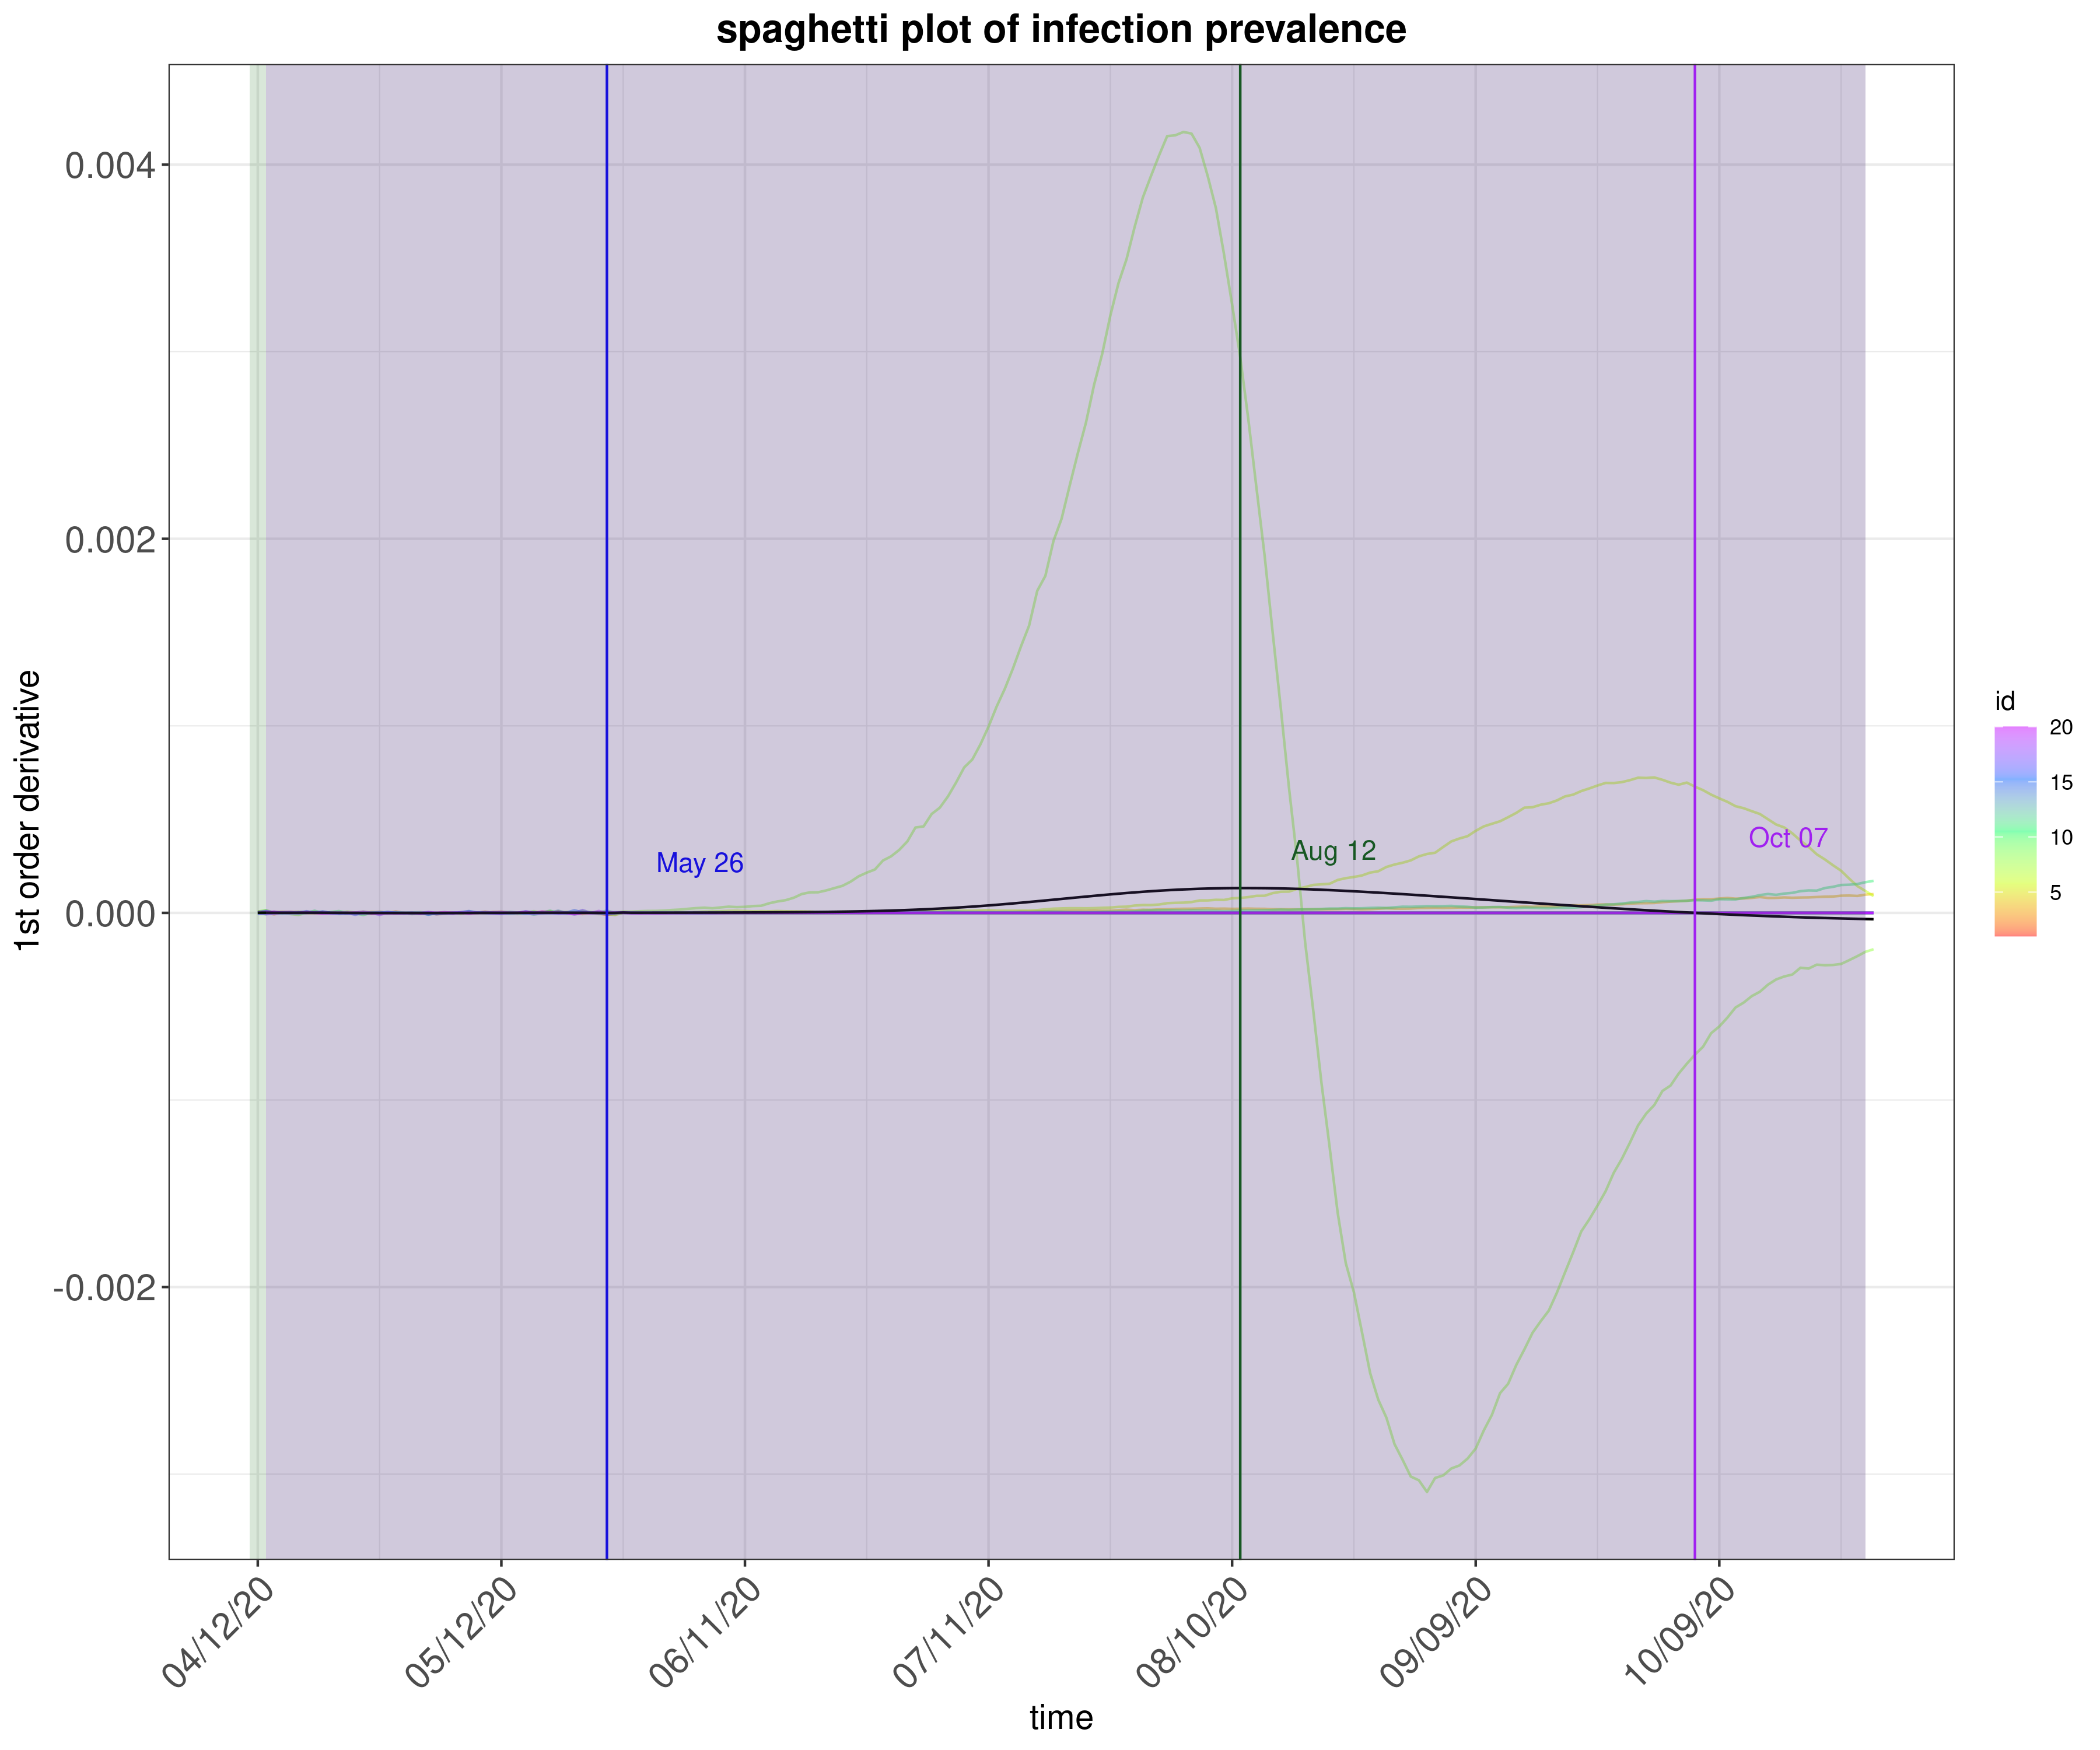 spaghetti plot of infection prevalence
1st order derivative
0.004
0.002
0.000
-0.002
May 26
Aug 12
Oct 07
id
20
15
10
5
04/12/20
05/12/20
06/11/20
07/11/20
08/10/20
09/09/20
10/09/20
time